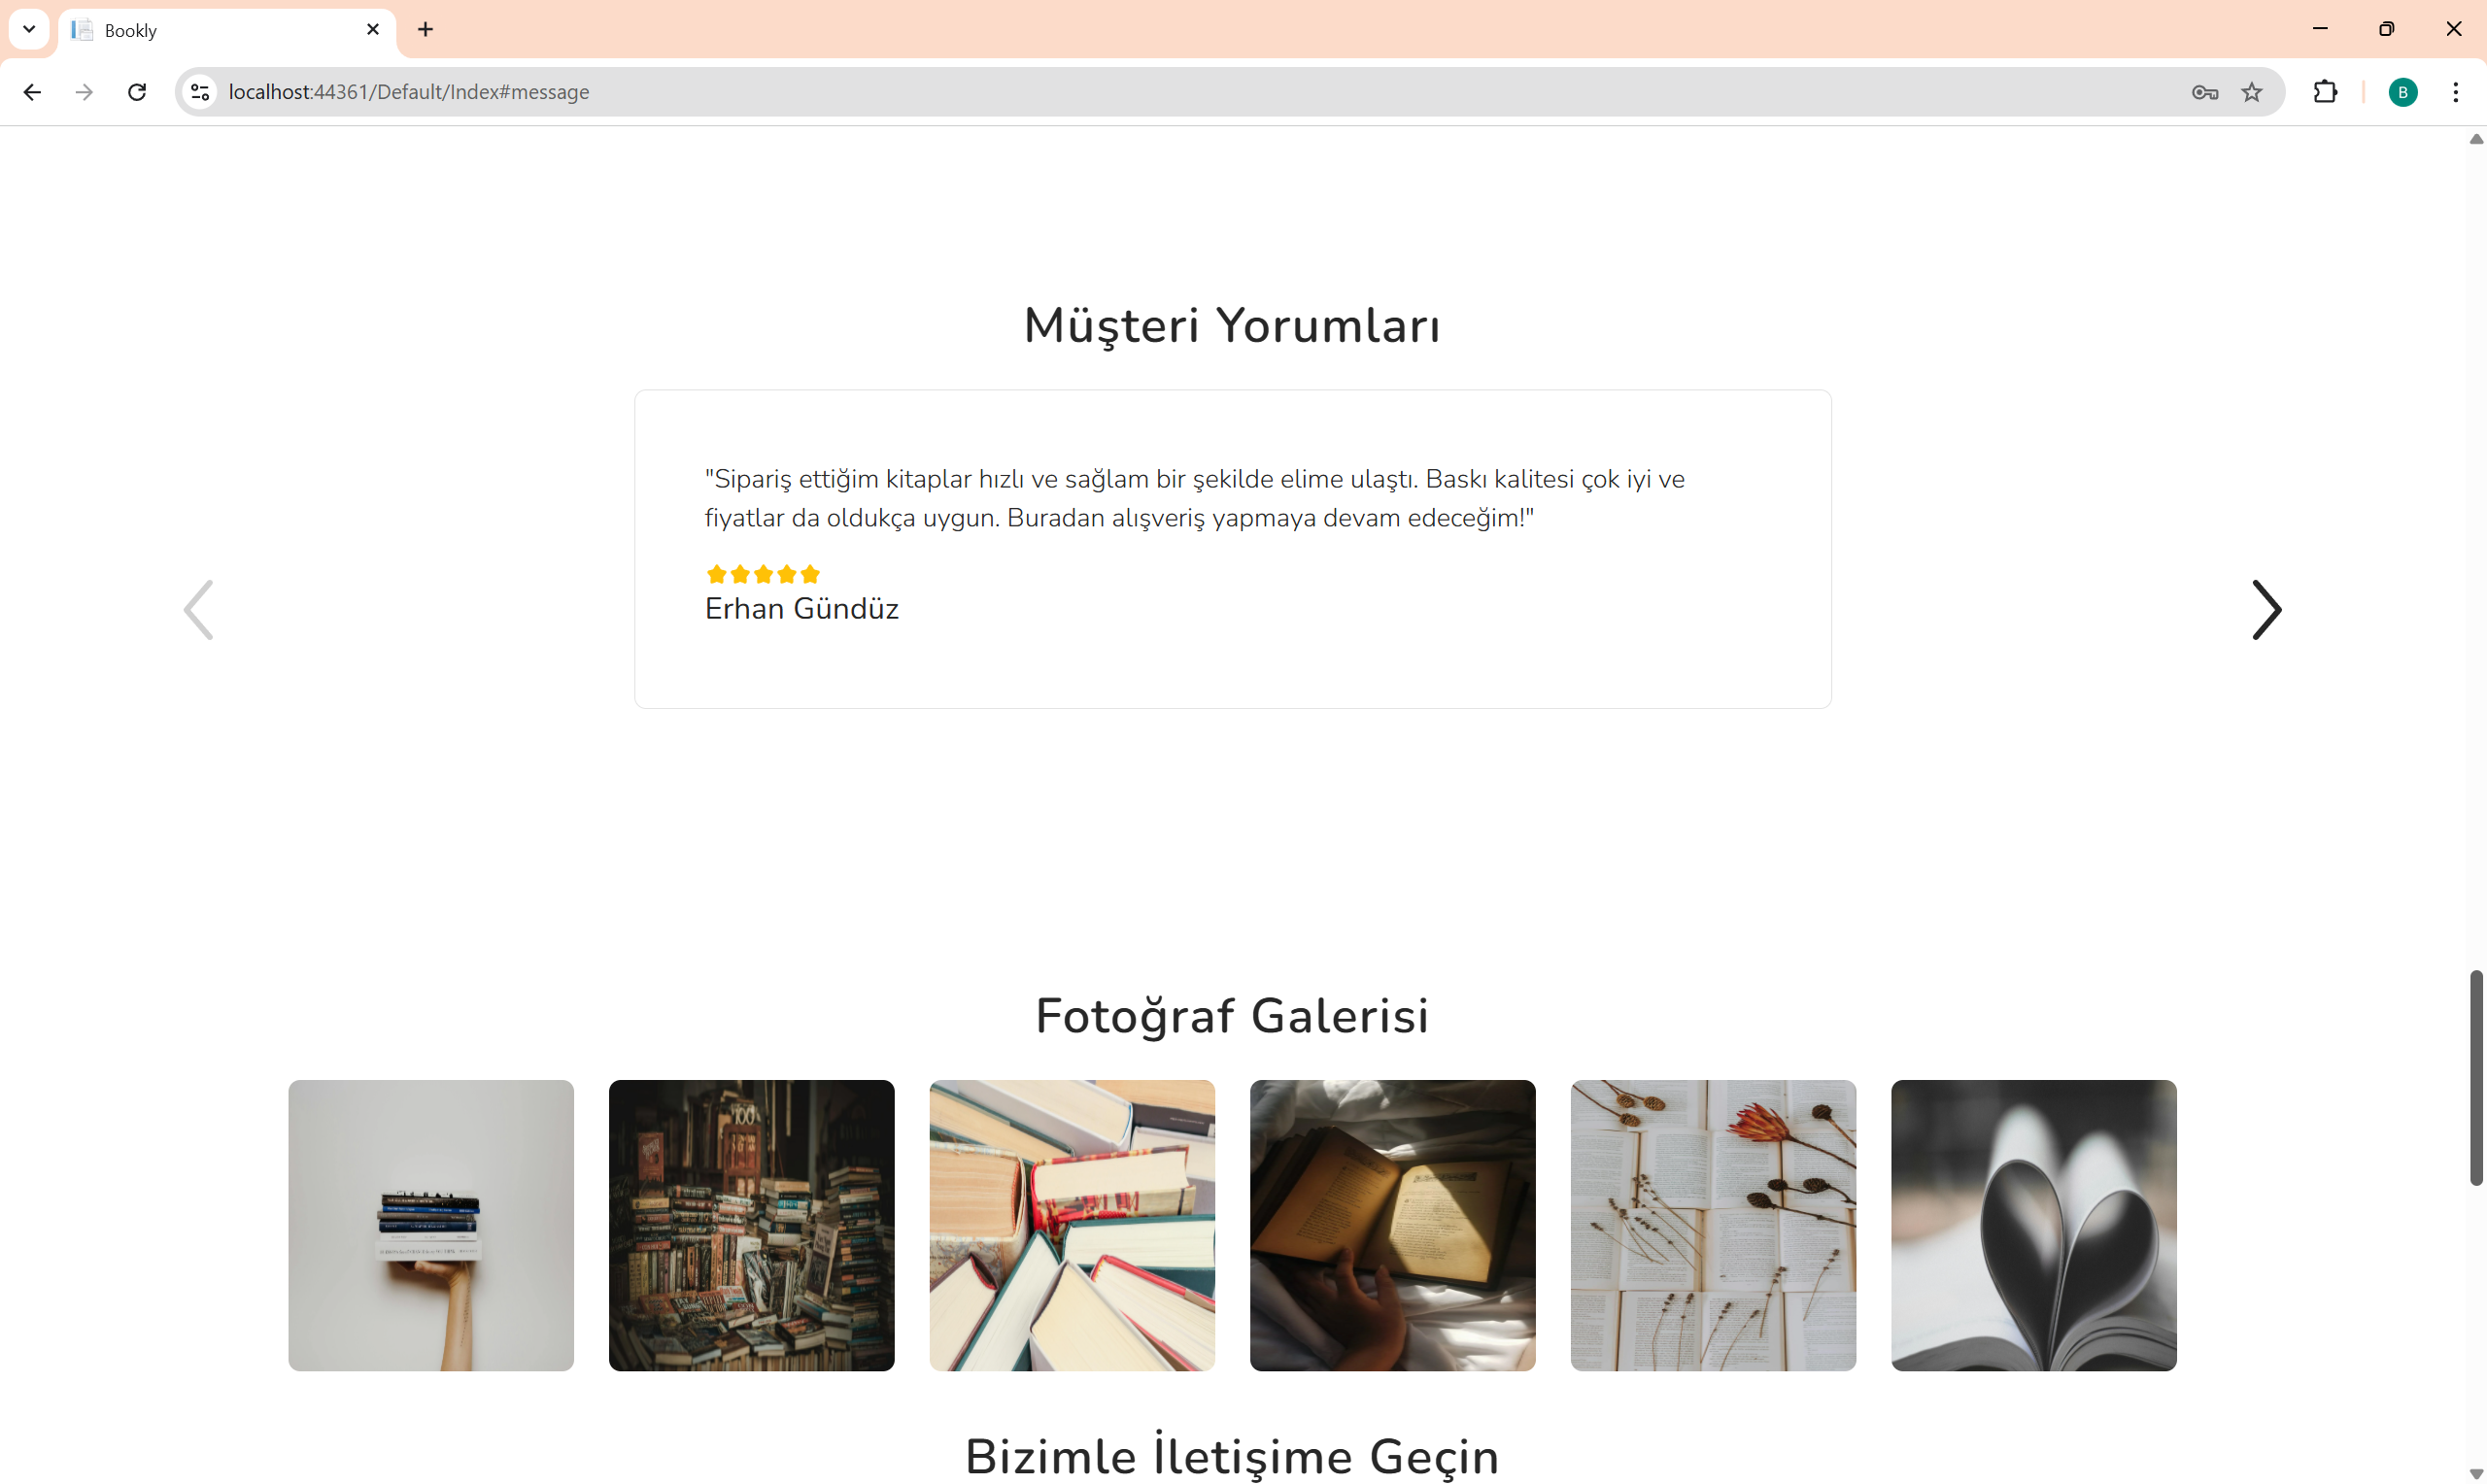 Bookly
localhost:44361/Default/Index#message
B
Müşteri Yorumları
"Sipariş ettiğim kitaplar hızlı ve sağlam bir şekilde elime ulaştı. Baskı kalitesi çok iyi ve
fiyatlar da oldukça uygun. Buradan alışveriş yapmaya devam edeceğim!"
Erhan Gündüz
Fotoğraf Galerisi
100
Bizimle İletişime Geçin